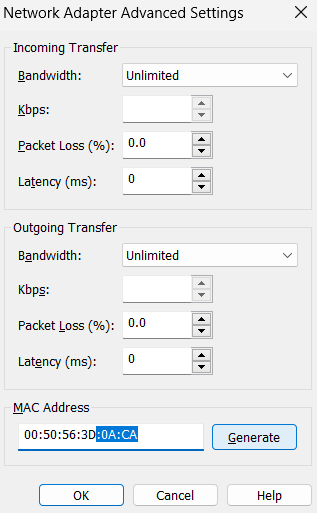 Network Adapter Advanced Settings
Incoming Transfer
Bandwidth: Unlimited
Kbps:
Packet Loss (%): 0.0
Latency (ms): 0
Outgoing Transfer
Bandwidth: Unlimited
Kbps:
Packet Loss (%): 0.0
Latency (ms): 0
MAC Address
00:50:56:3D:0A:CA Generate
OK Cancel Help